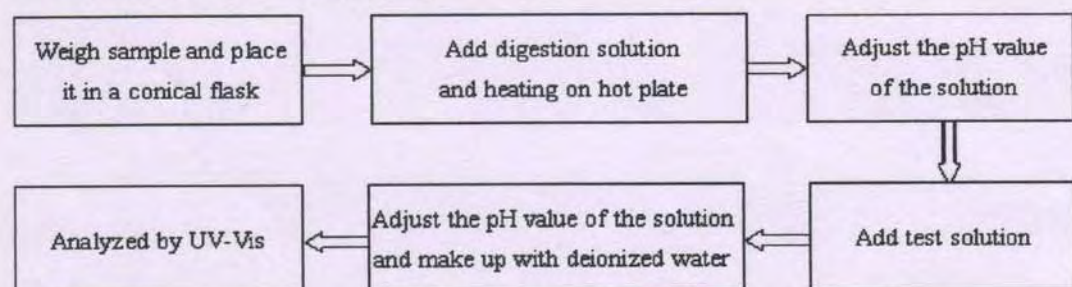 Weigh sample and place
it in a conical flask
Add digestion solution
and heating on hot plate
Adjust the pH value
of the solution
Add test solution
Adjust the pH value of the solution
and make up with deionized water
Analyzed by UV-Vis